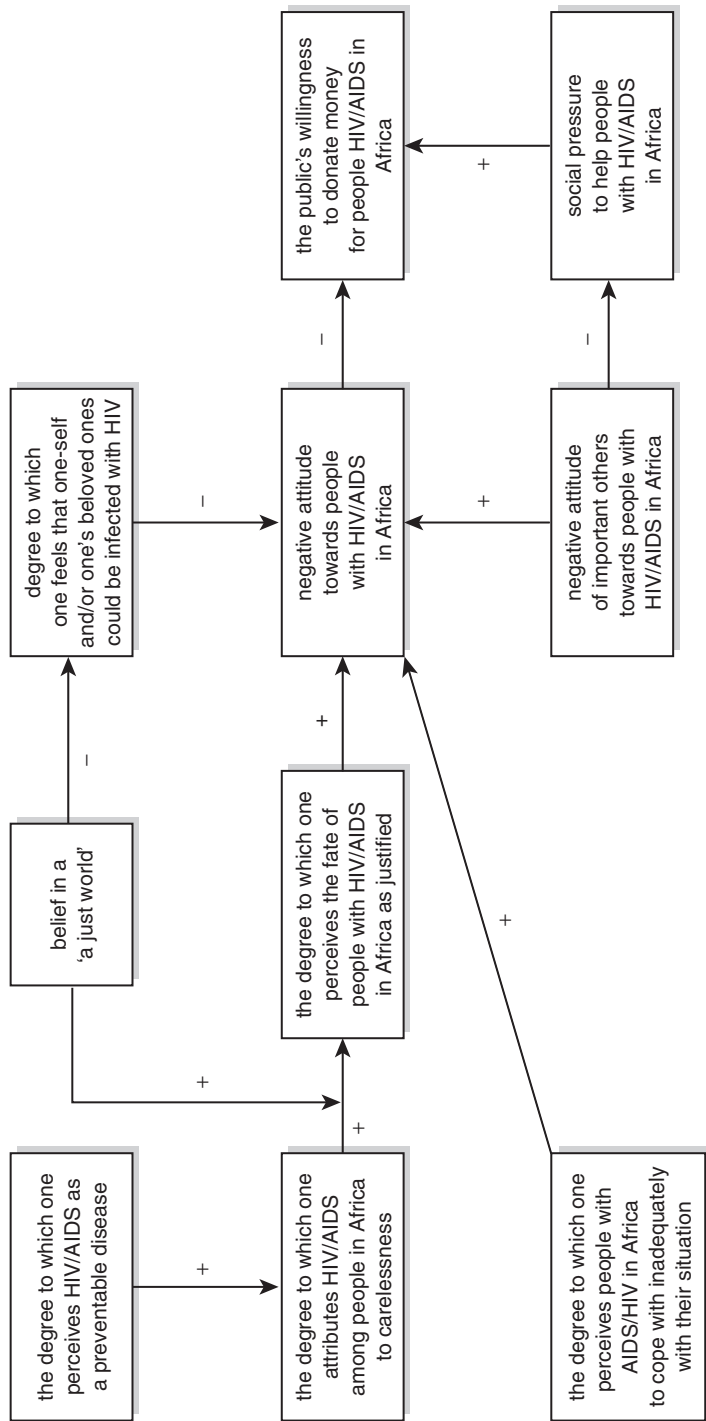 the degree to which one
perceives HIV/AIDS as
a preventable disease
+
the degree to which one
attributes HIV/AIDS
among people in Africa
to carelessness
the degree to which one
perceives people with
AIDS/HIV in Africa
to cope with inadequately
with their situation
+
+
belief in a
‘a just world’
the degree to which one
perceives the fate of
people with HIV/AIDS
in Africa as justified
+
–
+
degree to which
one feels that one-self
and/or one's beloved ones
could be infected with HIV
–
negative attitude
towards people
with HIV/AIDS
in Africa
+
negative attitude
of important others
towards people with
HIV/AIDS in Africa
–
–
the public's willingness
to donate money
for people HIV/AIDS in
Africa
+
social pressure
to help people
with HIV/AIDS
in Africa